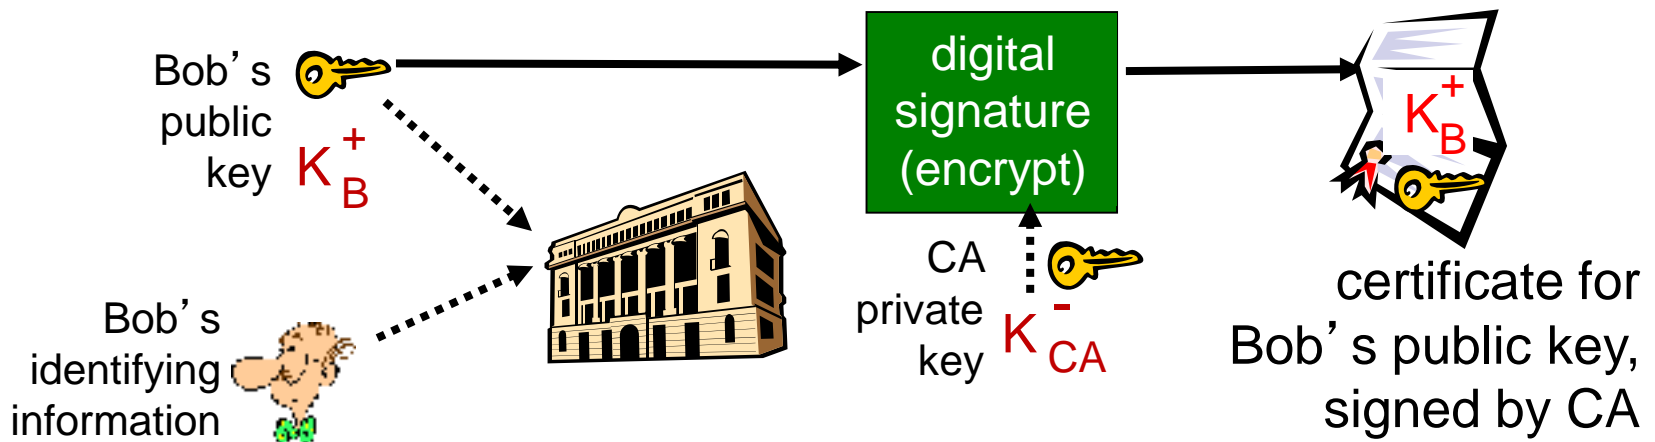 Bob’s
public
key
K+B
Bob’s
identifying
information
digital
signature
(encrypt)
CA
private
key
K-CA
K+B
certificate for
Bob’s public key,
signed by CA